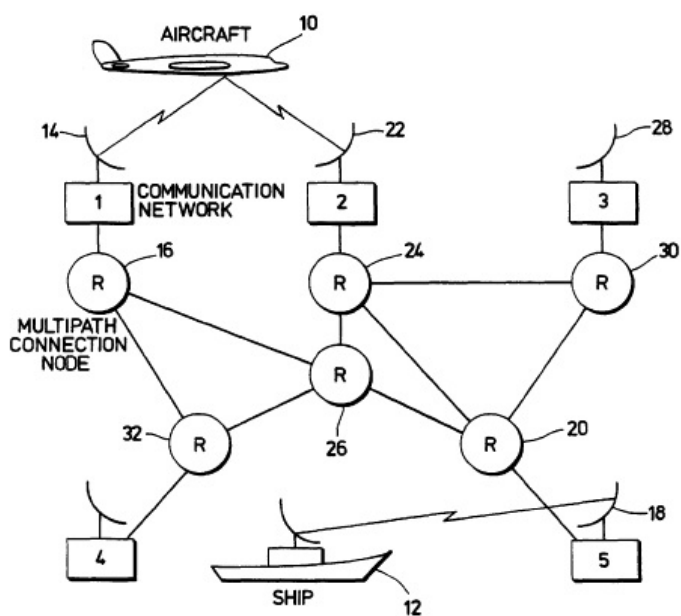 AIRCRAFT
10
14
22
28
1
COMMUNICATION
NETWORK
2
3
16
24
30
R
R
R
MULTIPATH
CONNECTION
NODE
R
32
R
26
R
20
4
18
5
SHIP
12